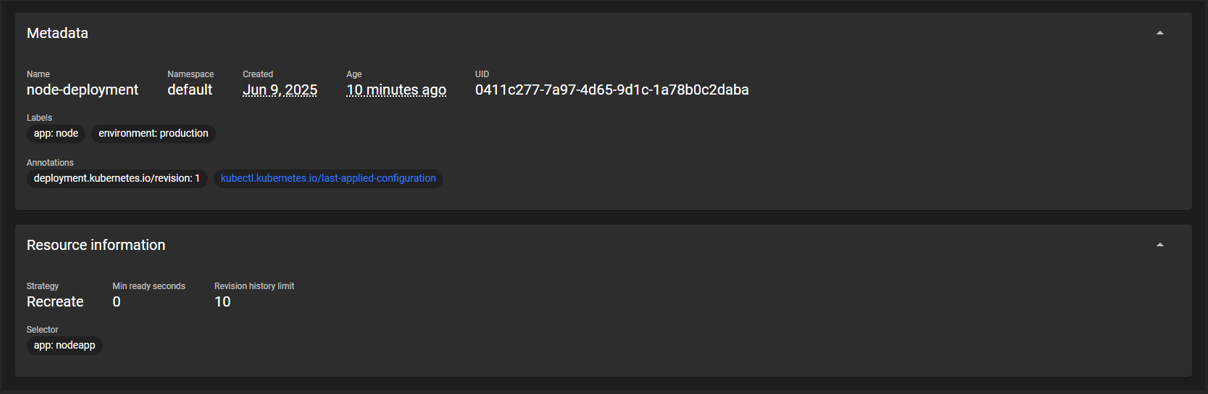 Metadata
Name Namespace Created Age UID
node-deployment default Jun 9, 2025 10 minutes ago 0411c277-7a97-4d65-9d1c-1a78b0c2daba
Labels
app: node environment: production
Annotations
deployment.kubernetes.io/revision: 1 kubectl.kubernetes.io/last-applied-configuration
Resource information
Strategy Min ready seconds Revision history limit
Recreate 0 10
Selector
app: nodeapp